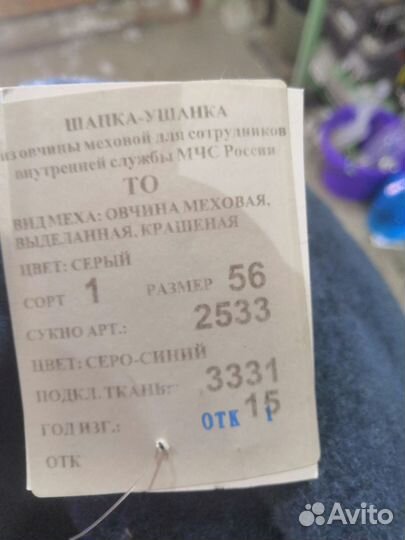 ШАПКА-УШАНКА
из овчины меховой для сотрудников
внутренней службы МЧС России
ТО
ВИД МЕХА: ОВЧИНА МЕХОВАЯ,
ВЫДЕЛАННАЯ, КРАШЕНАЯ
ЦВЕТ: СЕРЫЙ
СОРТ 1 РАЗМЕР 56
СУКНО АРТ.: 2533
ЦВЕТ: СЕРО-СИНИЙ
ПОДКЛ. ТКАНЬ: 3331
ГОД ИЗГ.: 15
ОТК 1
ОТК
Avito